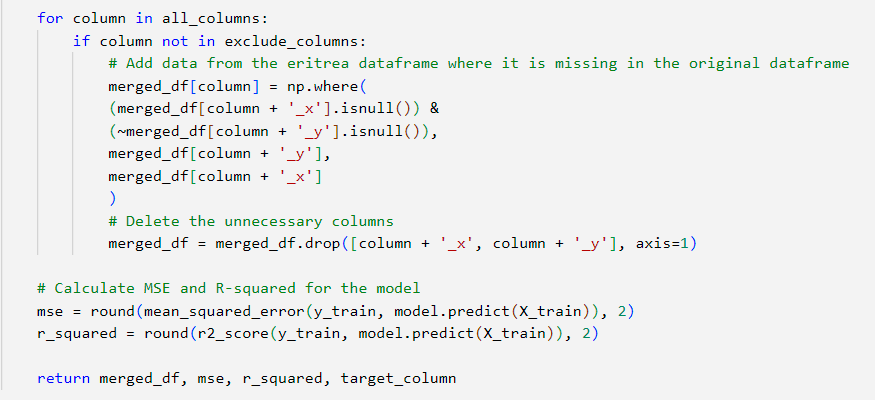 for column in all_columns:
if column not in exclude_columns:
# Add data from the eritrea dataframe where it is missing in the original dataframe
merged_df[column] = np.where(
(merged_df[column + '_x'].isnull()) &
(~merged_df[column + '_y'].isnull()),
merged_df[column + '_y'],
merged_df[column + '_x']
)
# Delete the unnecessary columns
merged_df = merged_df.drop([column + '_x', column + '_y'], axis=1)
# Calculate MSE and R-squared for the model
mse = round(mean_squared_error(y_train, model.predict(X_train)), 2)
r_squared = round(r2_score(y_train, model.predict(X_train)), 2)
return merged_df, mse, r_squared, target_column